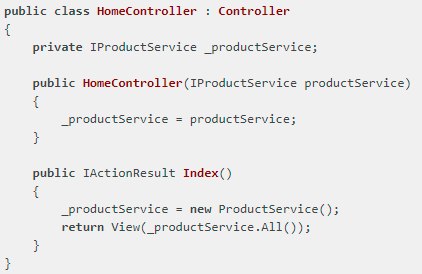 public class HomeController : Controller
{
    private IProductService _productService;

    public HomeController(IProductService productService)
    {
        _productService = productService;
    }

    public IActionResult Index()
    {
        _productService = new ProductService();
        return View(_productService.All());
    }
}